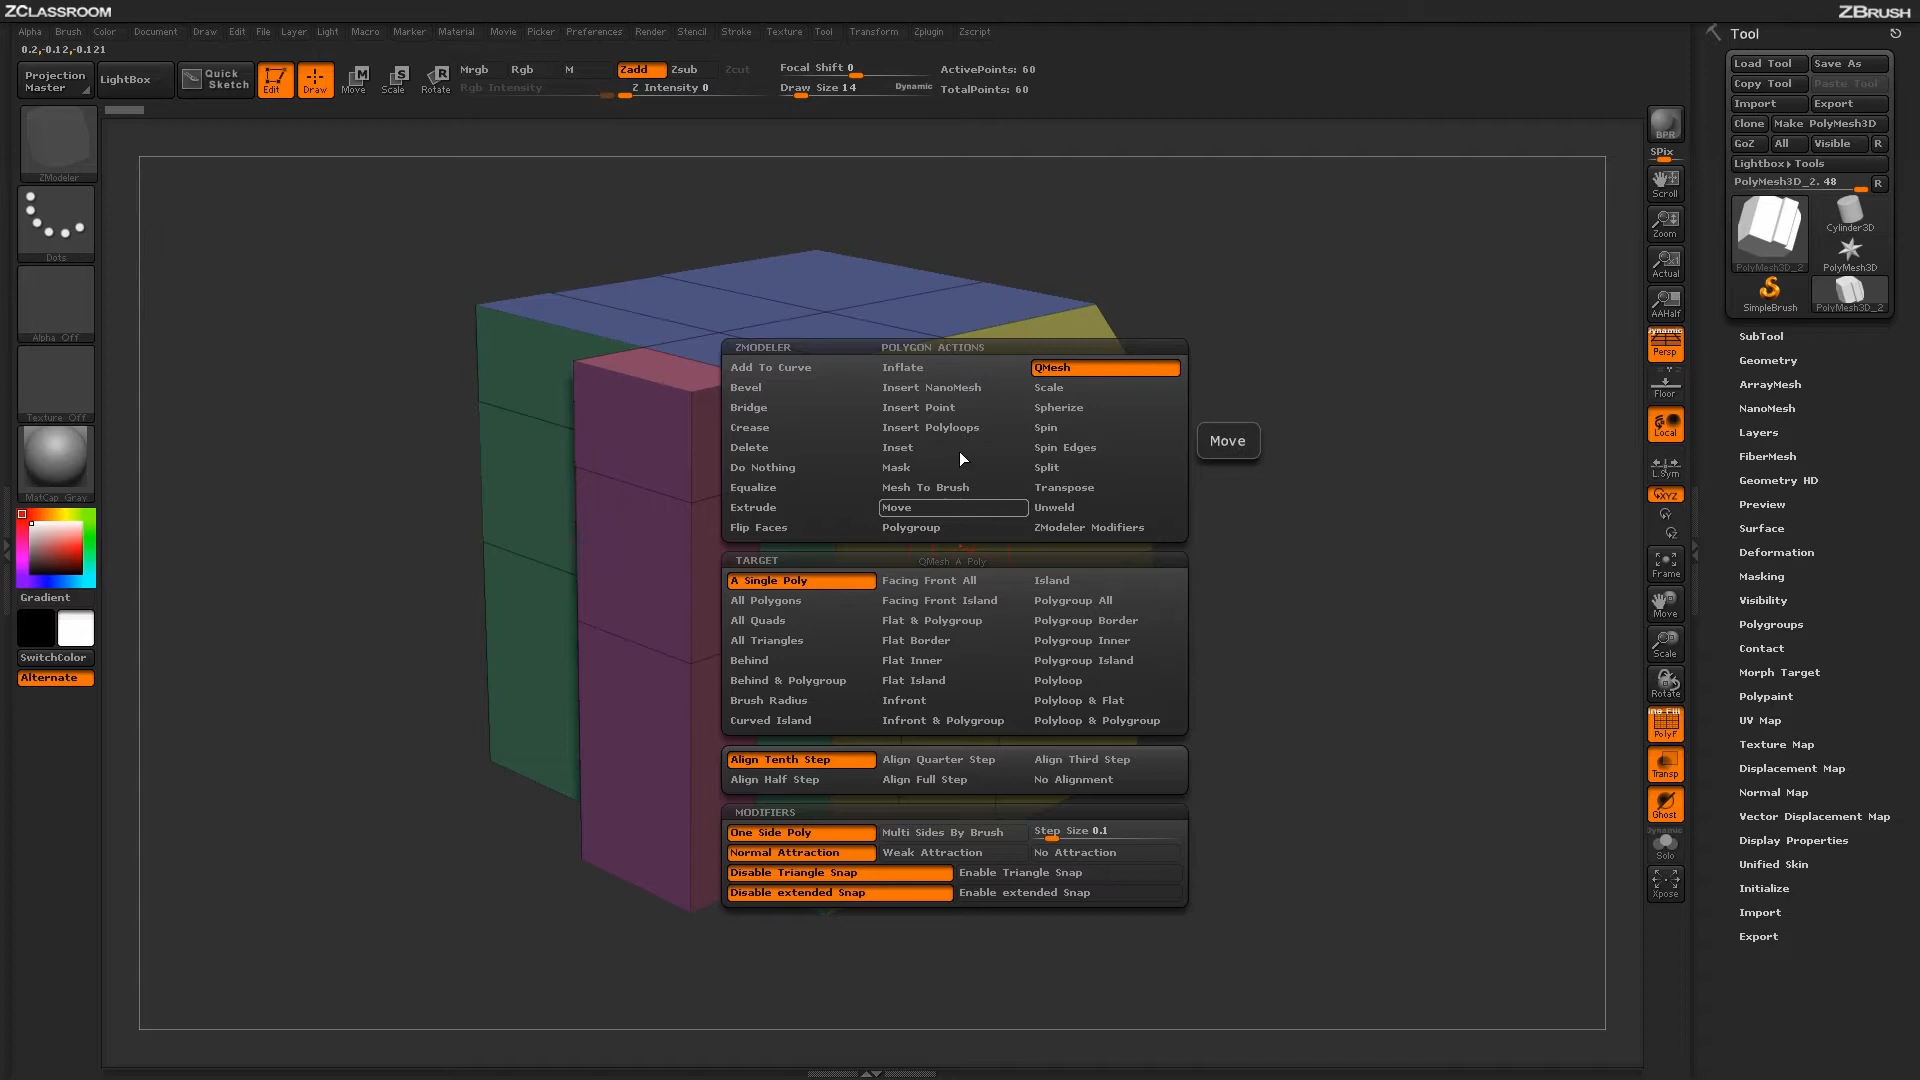 ZCLASSROOM
ZBRUSH
Alpha Brush Color Document Draw Edit File Layer Light Macro Marker Material Movie Picker Preferences Render Stencil Stroke Texture Tool Transform Zplugin Zscript
0.2,-0.12,-0.121
Projection Master
LightBox
Quick Sketch
Edit
Draw
Move
Scale
Rotate
M
S
R
Mrgb Rgb M
Rgb Intensity
Zadd Zsub Zcut
Z Intensity 0
Focal Shift 0
Draw Size 14
Dynamic
ActivePoints: 60
TotalPoints: 60
ZModeler
Dots
Alpha Off
Texture Off
MatCap Gray
Gradient
SwitchColor
Alternate
ZMODELER POLYGON ACTIONS
Add To Curve Inflate QMesh
Bevel Insert NanoMesh Scale
Bridge Insert Point Spherize
Crease Insert Polyloops Spin
Delete Inset Spin Edges
Do Nothing Mask Split
Equalize Mesh To Brush Transpose
Extrude Move Unweld
Flip Faces Polygroup ZModeler Modifiers
Move
TARGET QMesh A Poly
A Single Poly Facing Front All Island
All Polygons Facing Front Island Polygroup All
All Quads Flat & Polygroup Polygroup Border
All Triangles Flat Border Polygroup Inner
Behind Flat Inner Polygroup Island
Behind & Polygroup Flat Island Polyloop
Brush Radius Infront Polyloop & Flat
Curved Island Infront & Polygroup Polyloop & Polygroup
Align Tenth Step Align Quarter Step Align Third Step
Align Half Step Align Full Step No Alignment
MODIFIERS
One Side Poly Multi Sides By Brush Step Size 0.1
Normal Attraction Weak Attraction No Attraction
Disable Triangle Snap Enable Triangle Snap
Disable extended Snap Enable extended Snap
BPR
SPix
Scroll
Zoom
Actual
AAHalf
Dynamic
Persp
Floor
Local
L.Sym
XYZ
Frame
Move
Scale
Rotate
Line Fill
PolyF
Transp
Ghost
Dynamic
Solo
Xpose
Tool
Load Tool Save As
Copy Tool Paste Tool
Import Export
Clone Make PolyMesh3D
GoZ All Visible R
Lightbox▸Tools
PolyMesh3D_2. 48 R
PolyMesh3D_2
Cylinder3D
PolyMesh3D
SimpleBrush
PolyMesh3D_2
SubTool
Geometry
ArrayMesh
NanoMesh
Layers
FiberMesh
Geometry HD
Preview
Surface
Deformation
Masking
Visibility
Polygroups
Contact
Morph Target
Polypaint
UV Map
Texture Map
Displacement Map
Normal Map
Vector Displacement Map
Display Properties
Unified Skin
Initialize
Import
Export